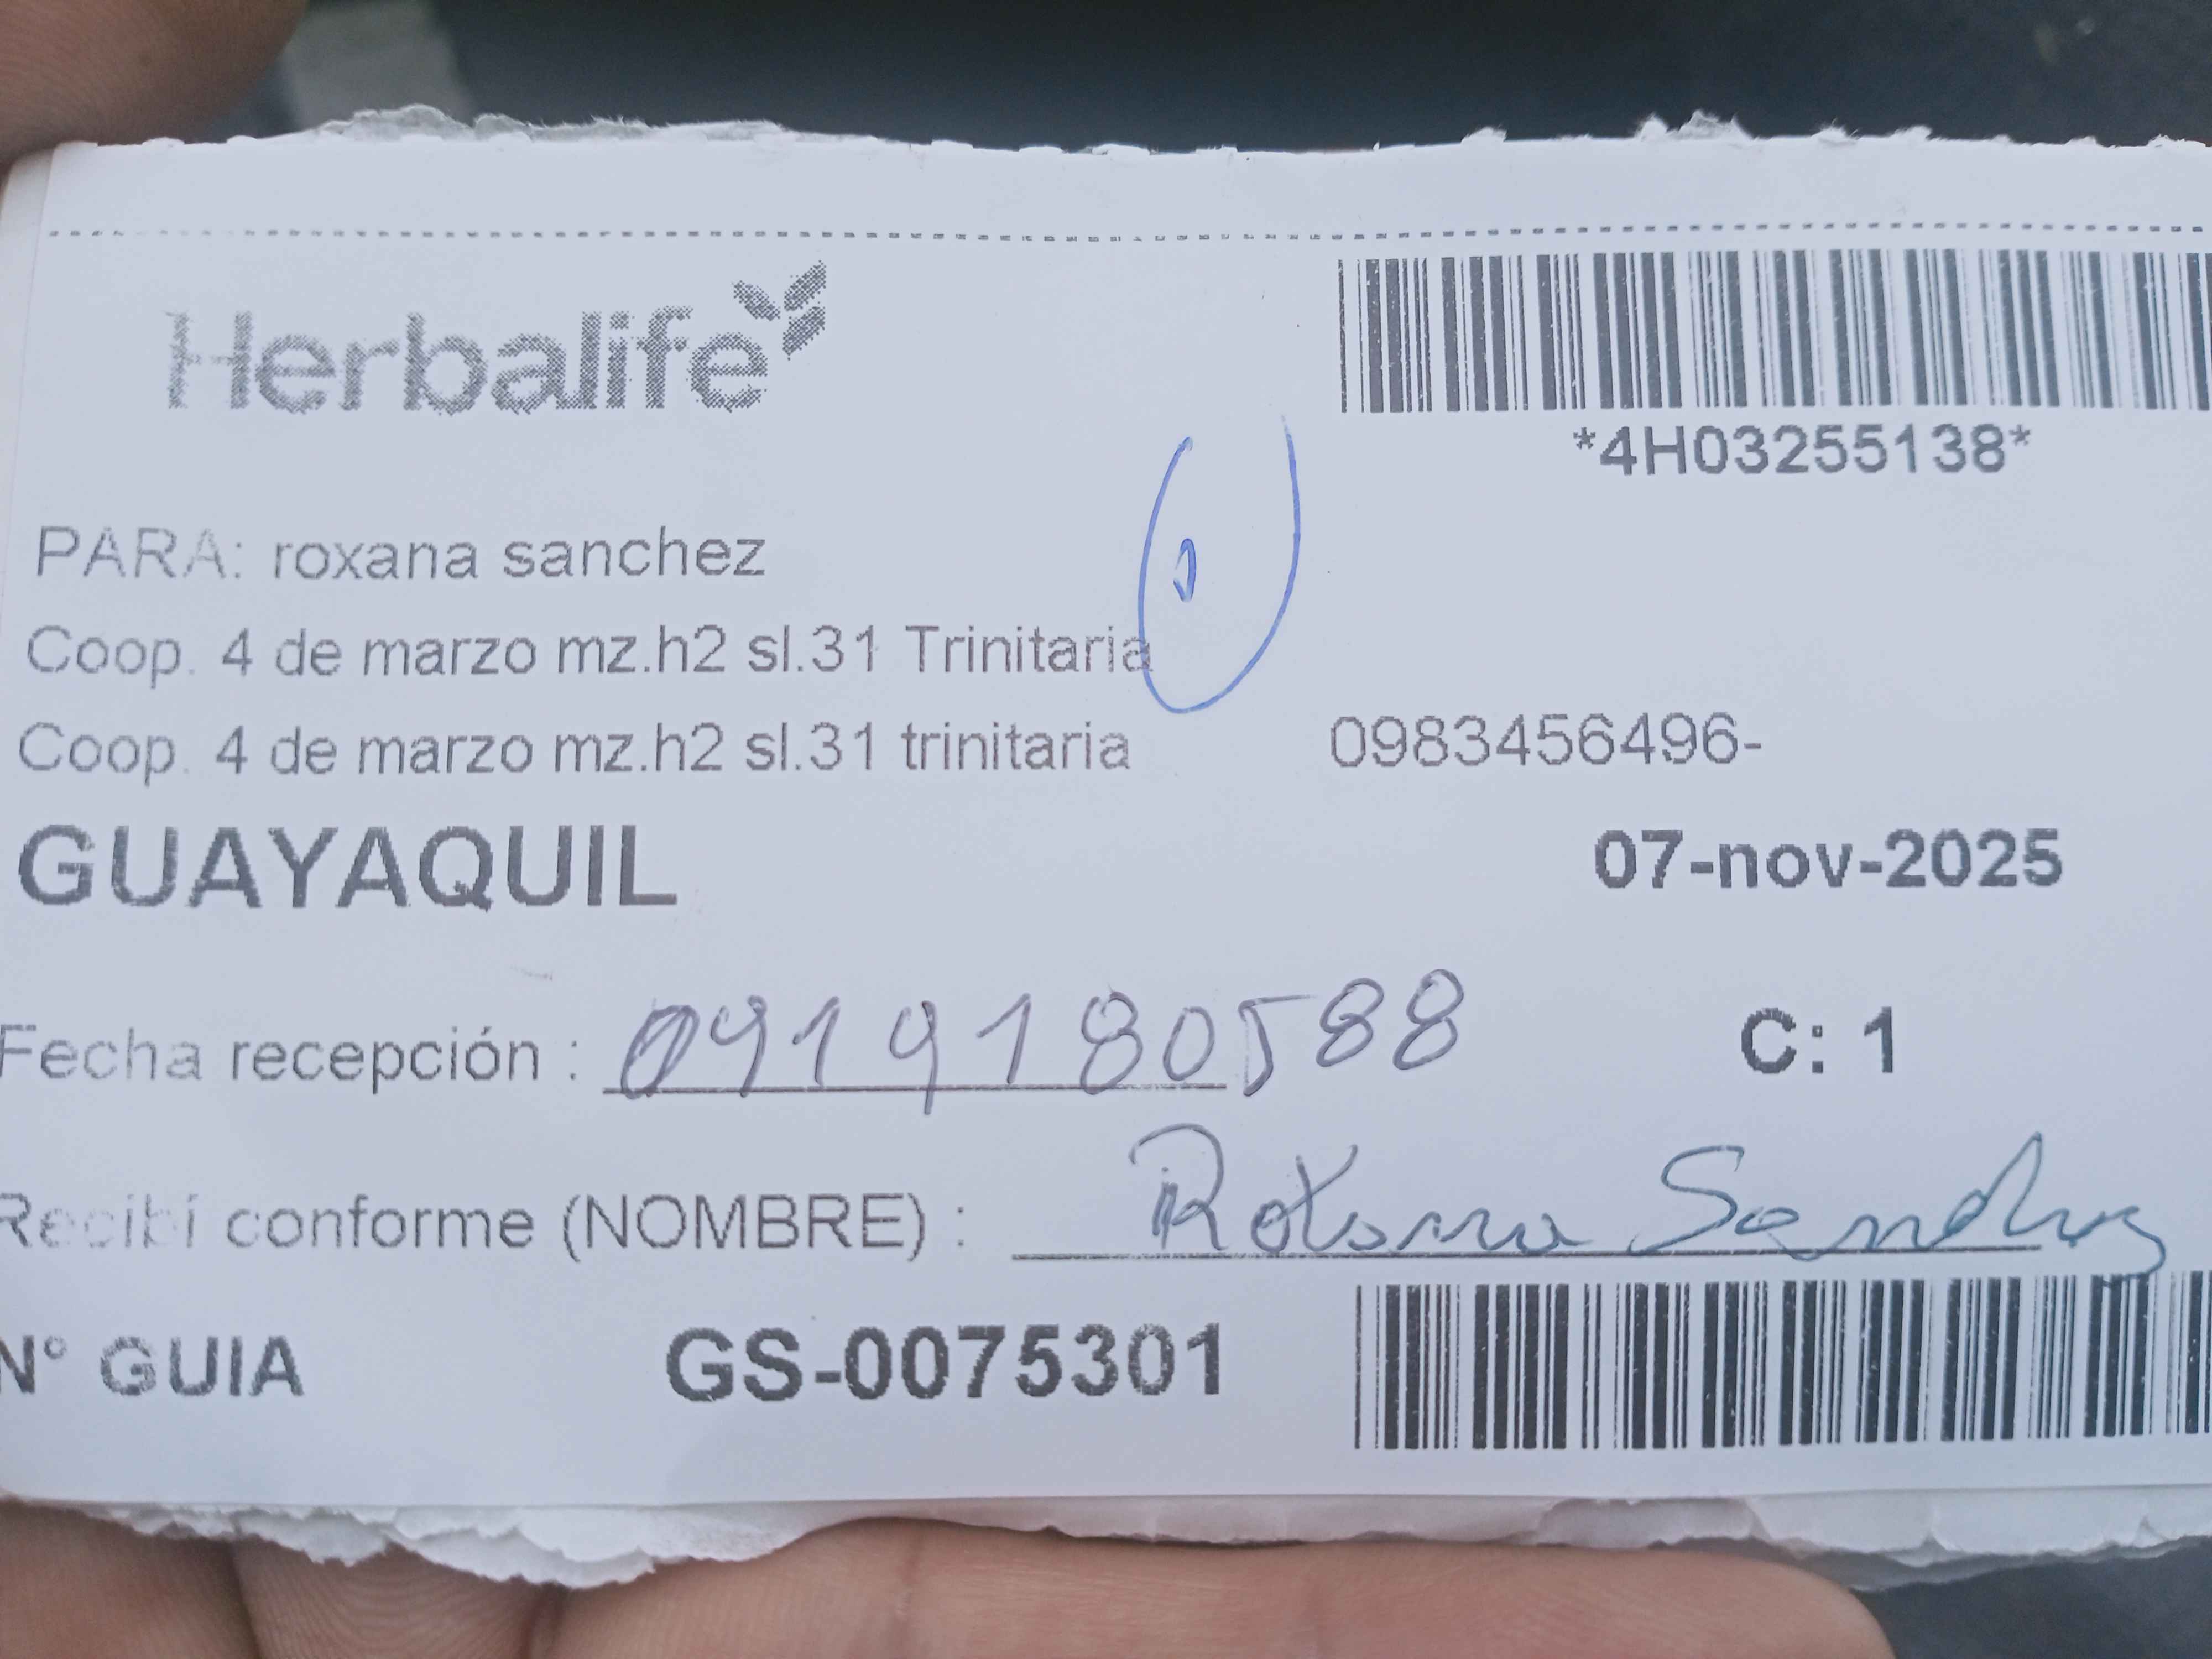 Herbalife
*4H03255138*
PARA: roxana sanchez
Coop. 4 de marzo mz.h2 sl.31 Trinitaria
Coop. 4 de marzo mz.h2 sl.31 trinitaria 0983456496-
GUAYAQUIL 07-nov-2025
Fecha recepción : 0919180588 C: 1
Recibí conforme (NOMBRE) : Roxana Sanchez
N° GUIA GS-0075301